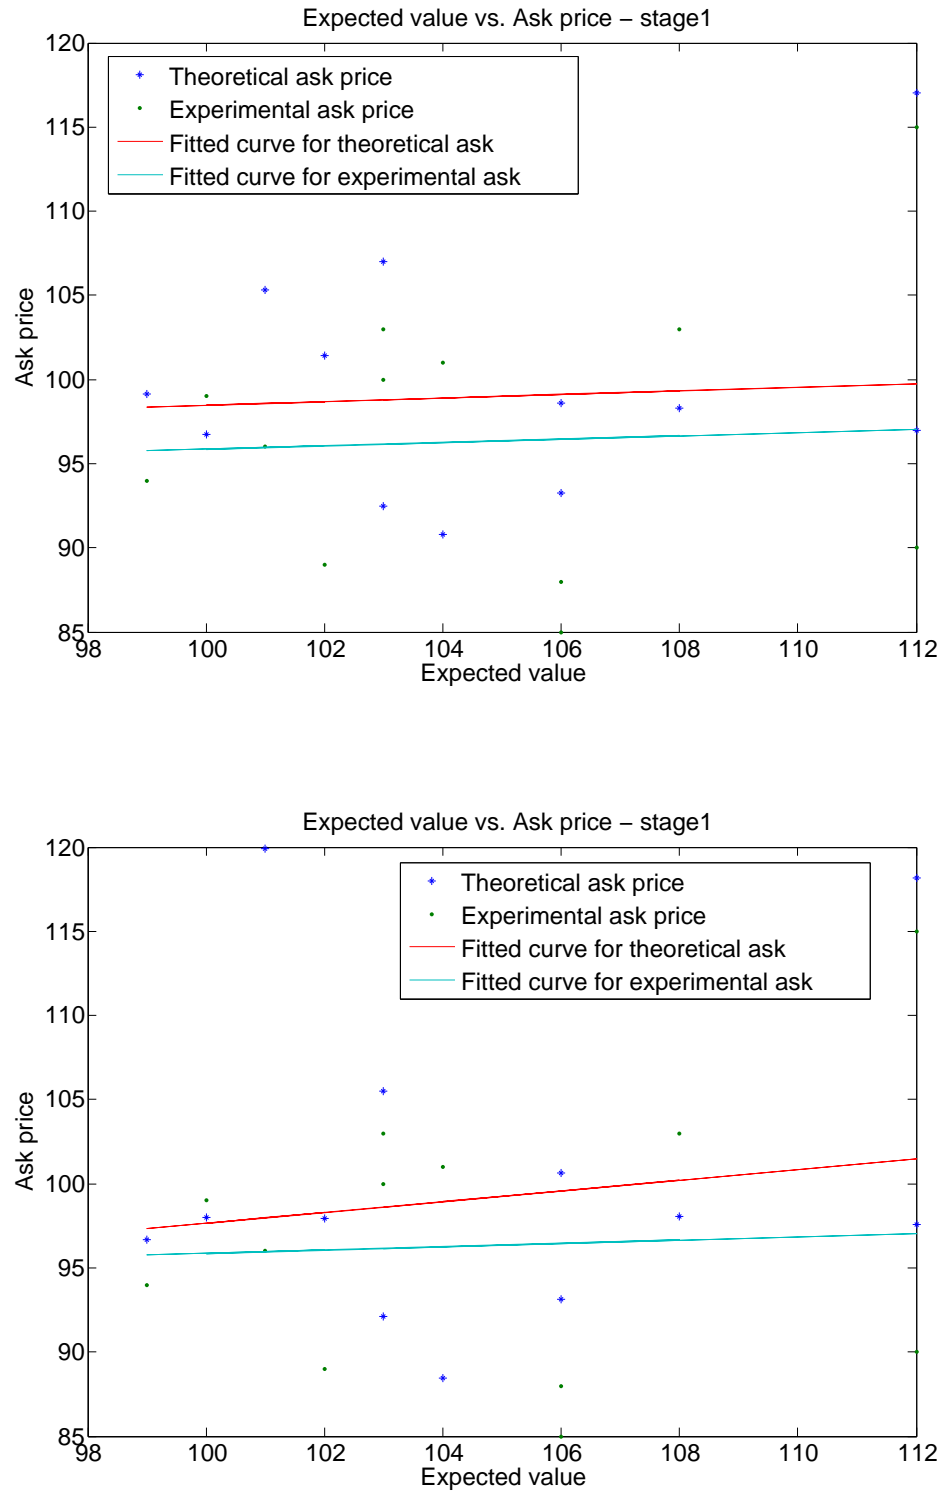 Expected value vs. Ask price – stage1
120
115
110
105
100
95
90
85
Ask price
Theoretical ask price
Experimental ask price
Fitted curve for theoretical ask
Fitted curve for experimental ask
98 100 102 104 106 108 110 112
Expected value
Expected value vs. Ask price – stage1
120
115
110
105
100
95
90
85
Ask price
Theoretical ask price
Experimental ask price
Fitted curve for theoretical ask
Fitted curve for experimental ask
98 100 102 104 106 108 110 112
Expected value